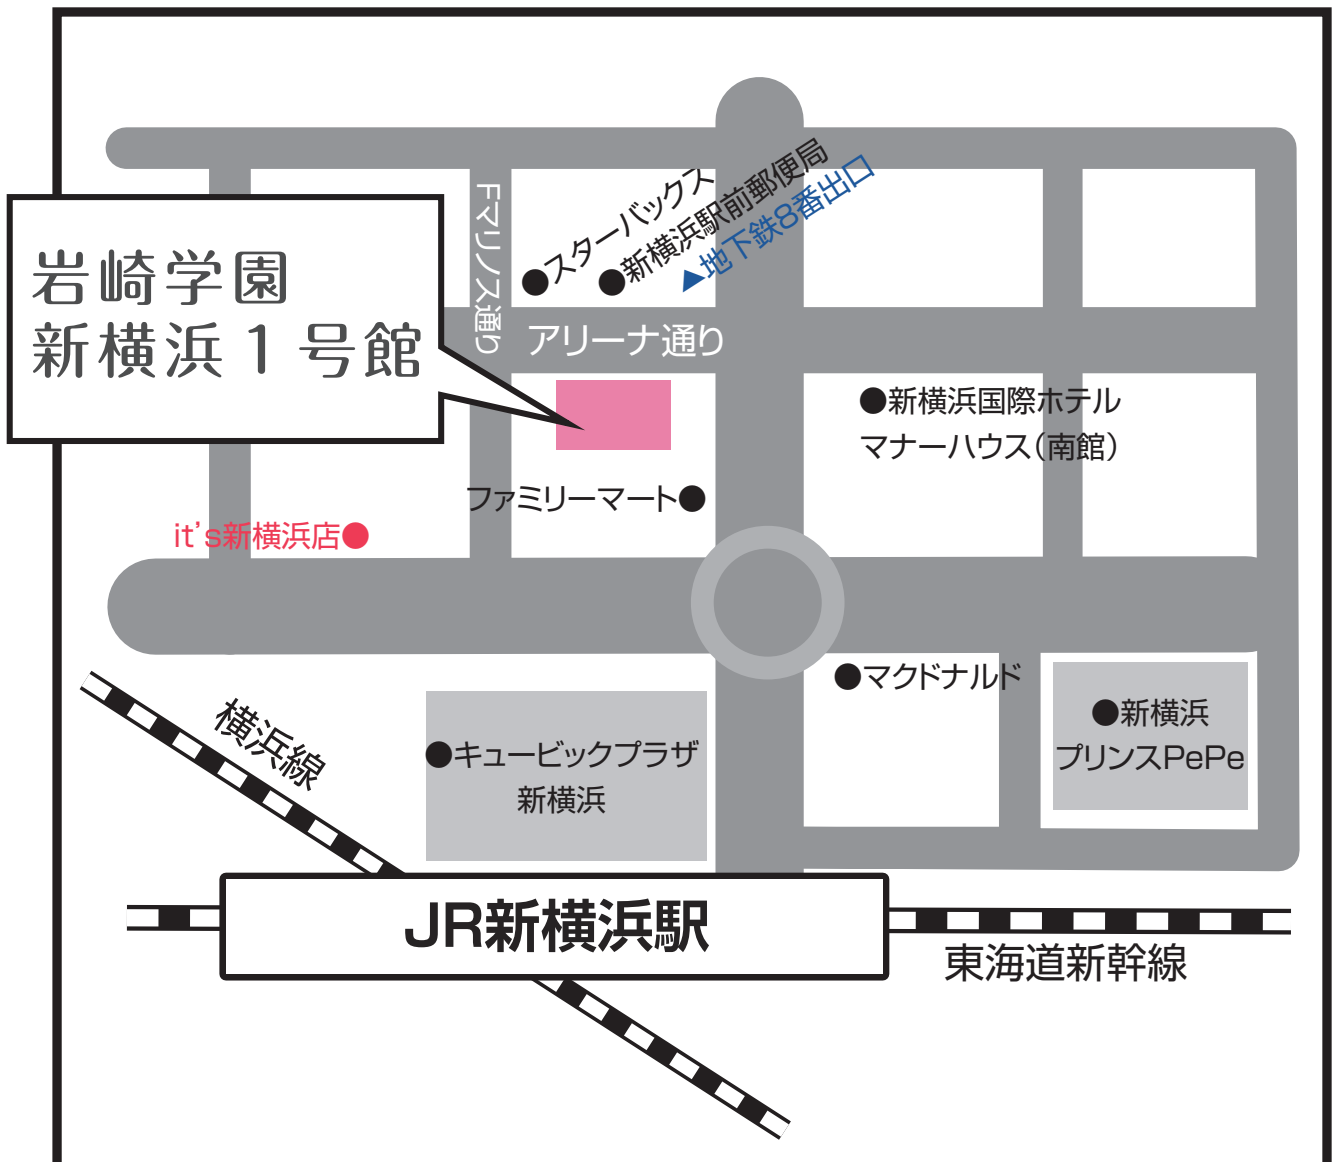 岩崎学園
新横浜１号館
Fマリノス通り
●スターバックス
●新横浜駅前郵便局
▲地下鉄8番出口
アリーナ通り
●新横浜国際ホテル
マナーハウス(南館)
ファミリーマート●
it's新横浜店●
●マクドナルド
●新横浜
プリンスPePe
●キュービックプラザ
新横浜
横浜線
JR新横浜駅
東海道新幹線